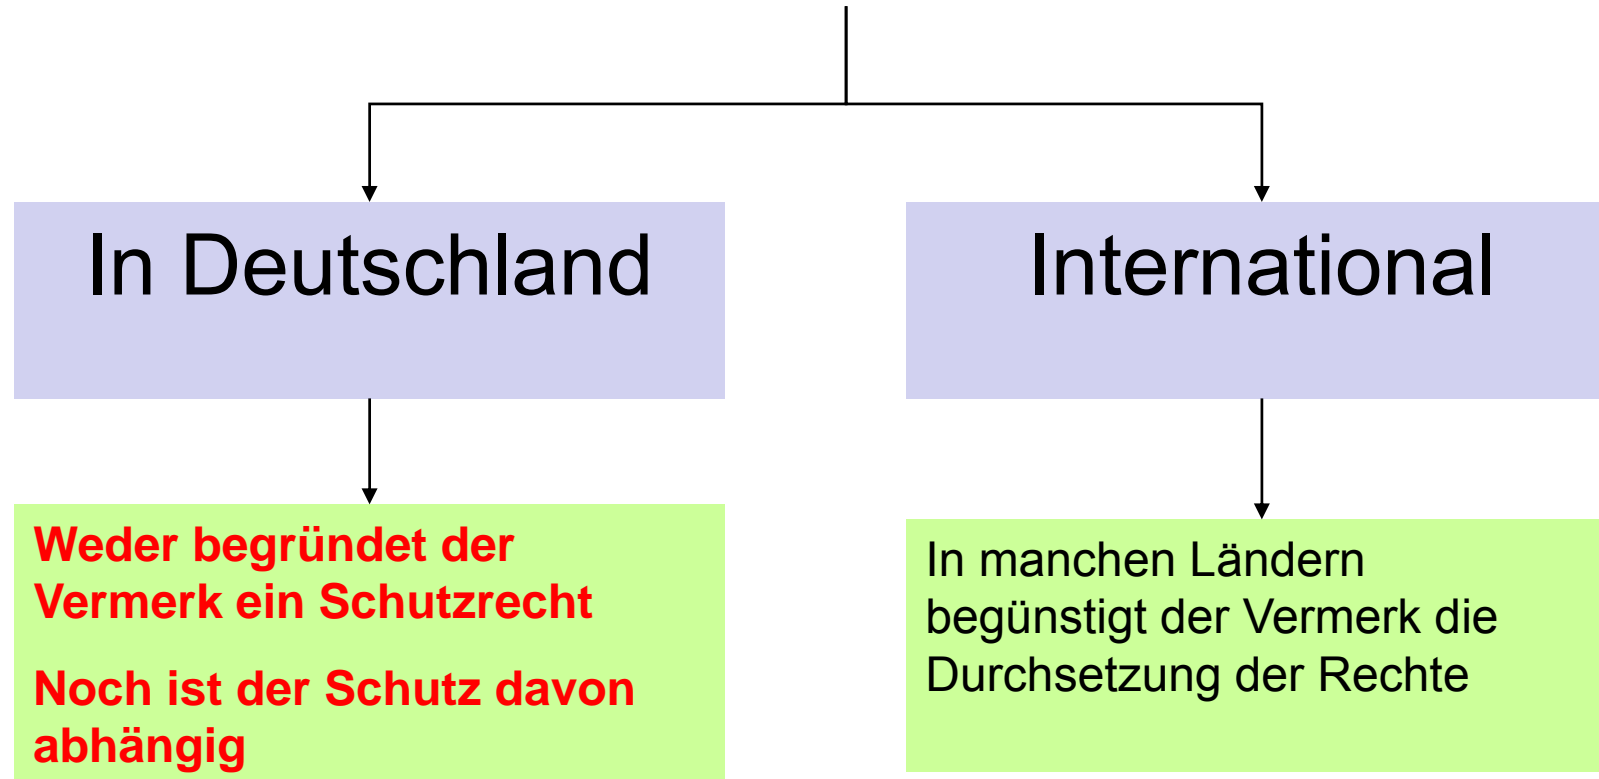 In Deutschland
International
Weder begründet der
Vermerk ein Schutzrecht
Noch ist der Schutz davon
abhängig
In manchen Ländern
begünstigt der Vermerk die
Durchsetzung der Rechte